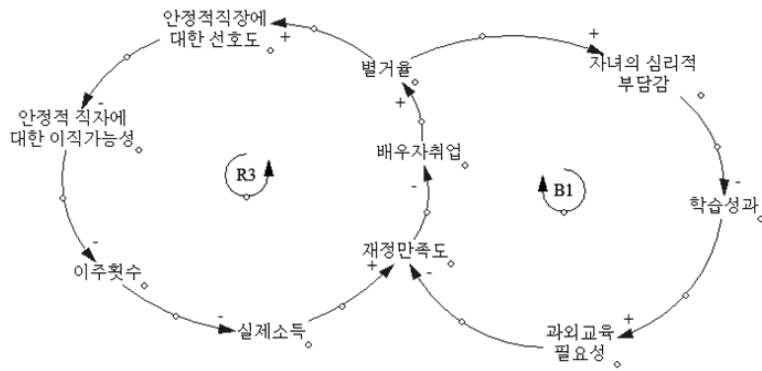 안정적직장에
대한 선호도
+
+
별거율
자녀의 심리적
부담감
-
안정적 직자에
대한 이직가능성
+
배우자취업
R3
B1
-
-
학습성과
-
이주횟수
재정만족도
+
-
-
실제소득
+
과외교육
필요성